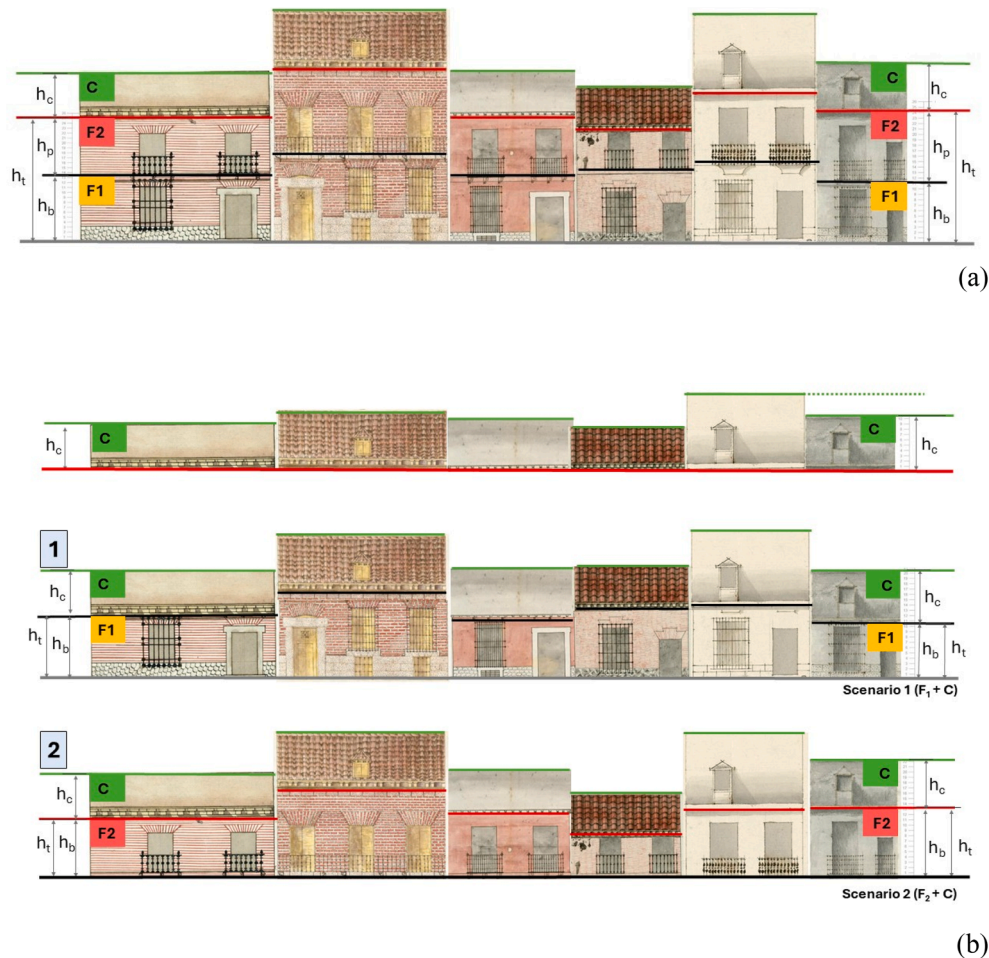 C
C
h_c
h_c
F2
F2
h_p
h_p
h_t
h_t
F1
F1
h_b
h_b
(a)
C
C
h_c
h_c
1
C
C
h_c
h_c
F1
F1
h_t
h_b
h_b
h_t
Scenario 1 (F₁ + C)
2
C
C
h_c
h_c
F2
F2
h_t
h_b
h_b
h_t
Scenario 2 (F₂ + C)
(b)